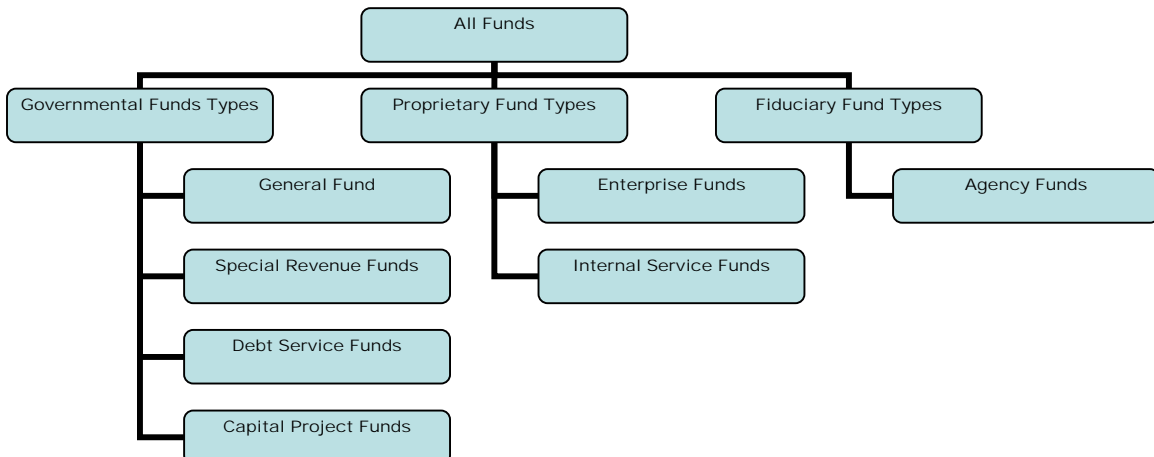 All Funds
Governmental Funds Types
Proprietary Fund Types
Fiduciary Fund Types
General Fund
Enterprise Funds
Agency Funds
Special Revenue Funds
Internal Service Funds
Debt Service Funds
Capital Project Funds